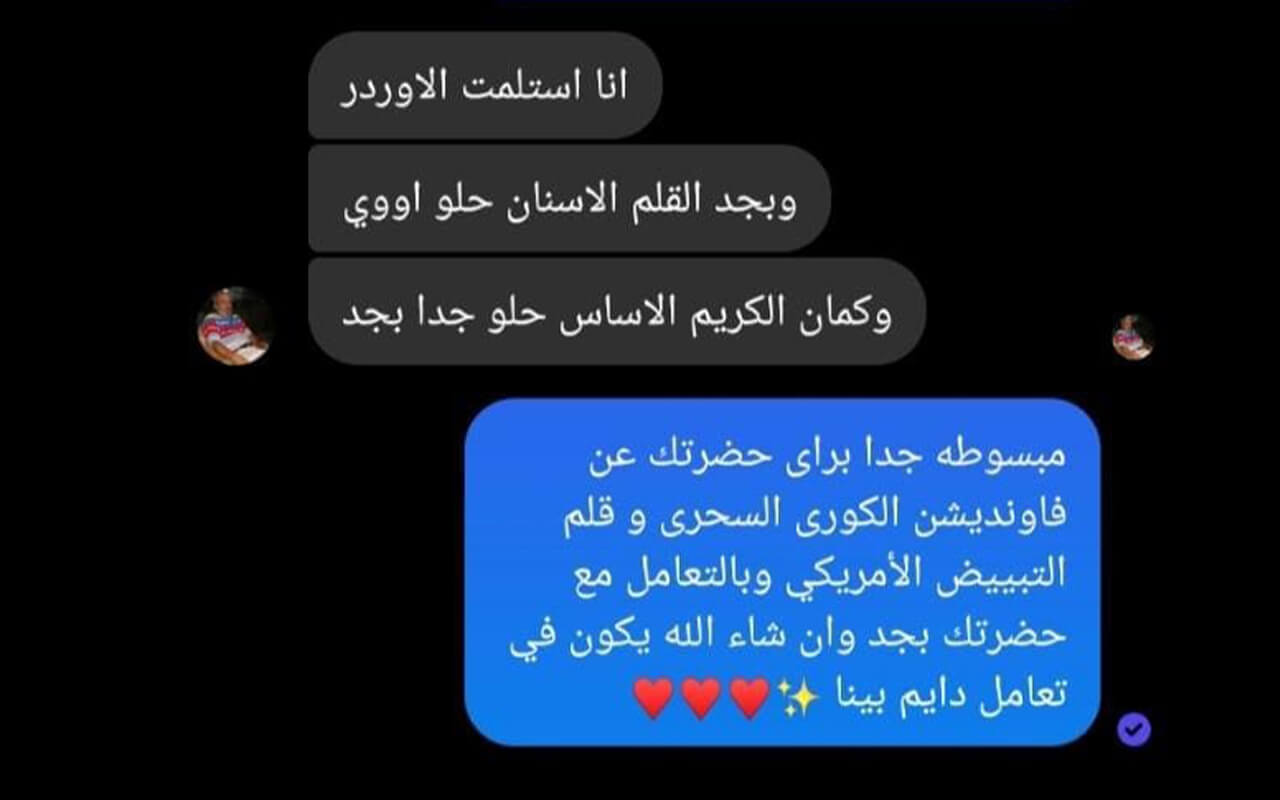 انا استلمت الاوردر
وبجد القلم الاسنان حلو اووي
وكمان الكريم الاساس حلو جدا بجد
مبسوطه جدا براى حضرتك عن
فاونديشن الكورى السحرى و قلم
التبييض الأمريكي وبالتعامل مع
حضرتك بجد وان شاء الله يكون في
تعامل دايم بينا ✨❤️❤️❤️